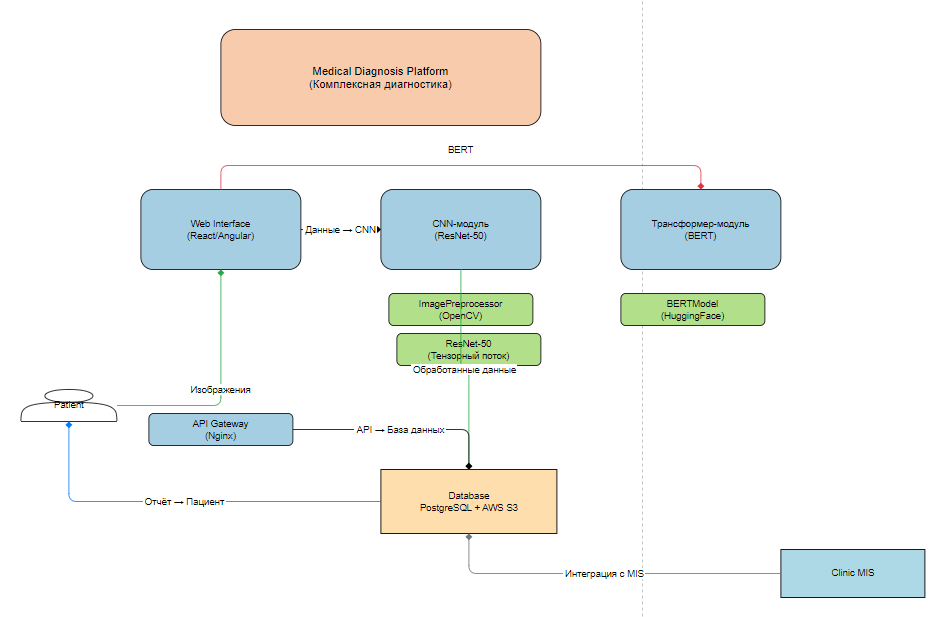 Medical Diagnosis Platform
(Комплексная диагностика)
BERT
Web Interface
(React/Angular)
Данные → CNN
CNN-модуль
(ResNet-50)
Трансформер-модуль
(BERT)
ImagePreprocessor
(OpenCV)
BERTModel
(HuggingFace)
ResNet-50
(Тензорный поток)
Обработанные данные
Изображения
Patient
API Gateway
(Nginx)
API → База данных
Отчёт → Пациент
Database
PostgreSQL + AWS S3
Интеграция с MIS
Clinic MIS